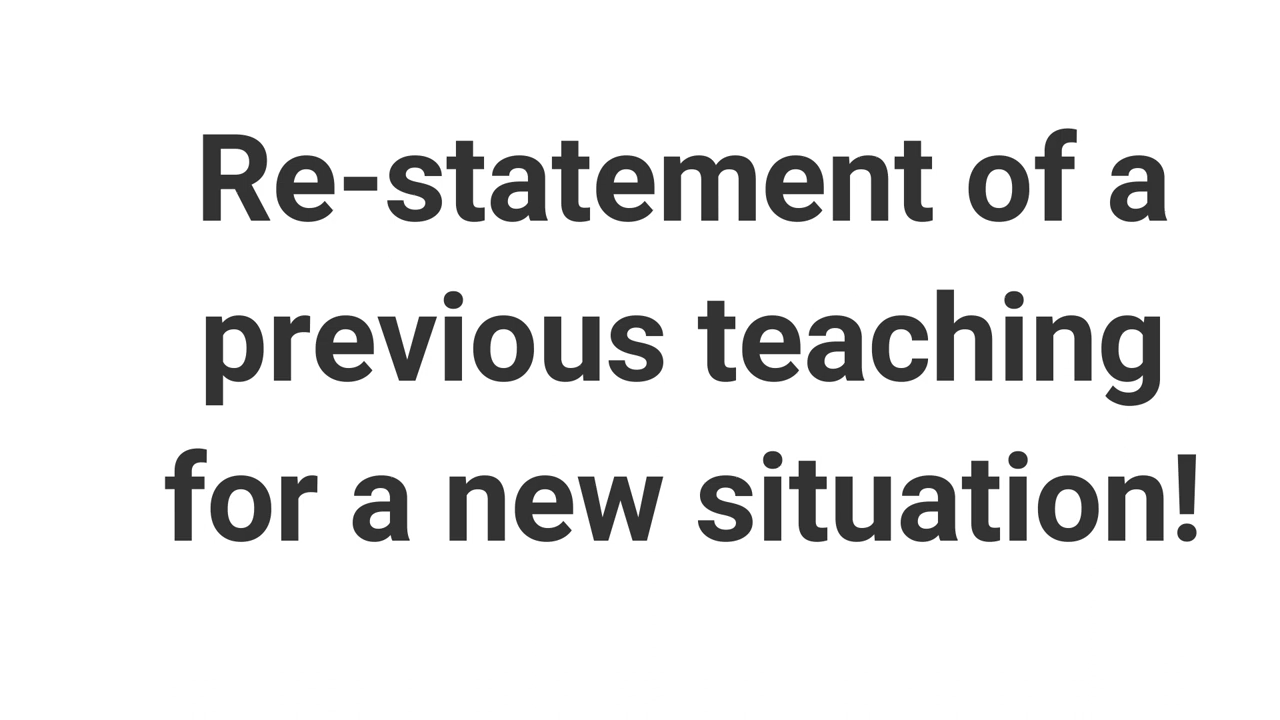 Re-statement of a
previous teaching
for a new situation!